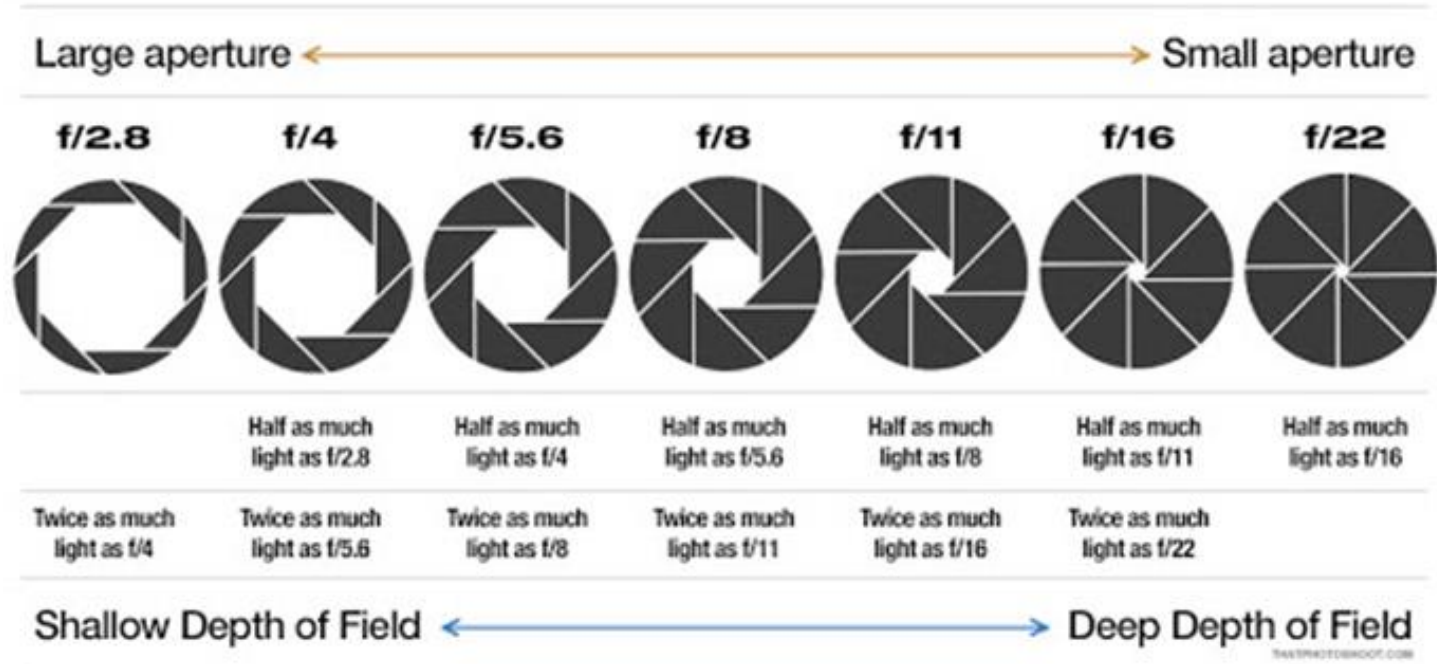 Large aperture
Small aperture
f/2.8
f/4
f/5.6
f/8
f/11
f/16
f/22
Half as much
light as f/2.8
Half as much
light as f/4
Half as much
light as f/5.6
Half as much
light as f/8
Half as much
light as f/11
Half as much
light as f/16
Twice as much
light as f/4
Twice as much
light as f/5.6
Twice as much
light as f/8
Twice as much
light as f/11
Twice as much
light as f/16
Twice as much
light as f/22
Shallow Depth of Field
Deep Depth of Field
THATPHOTOSHOOT.COM